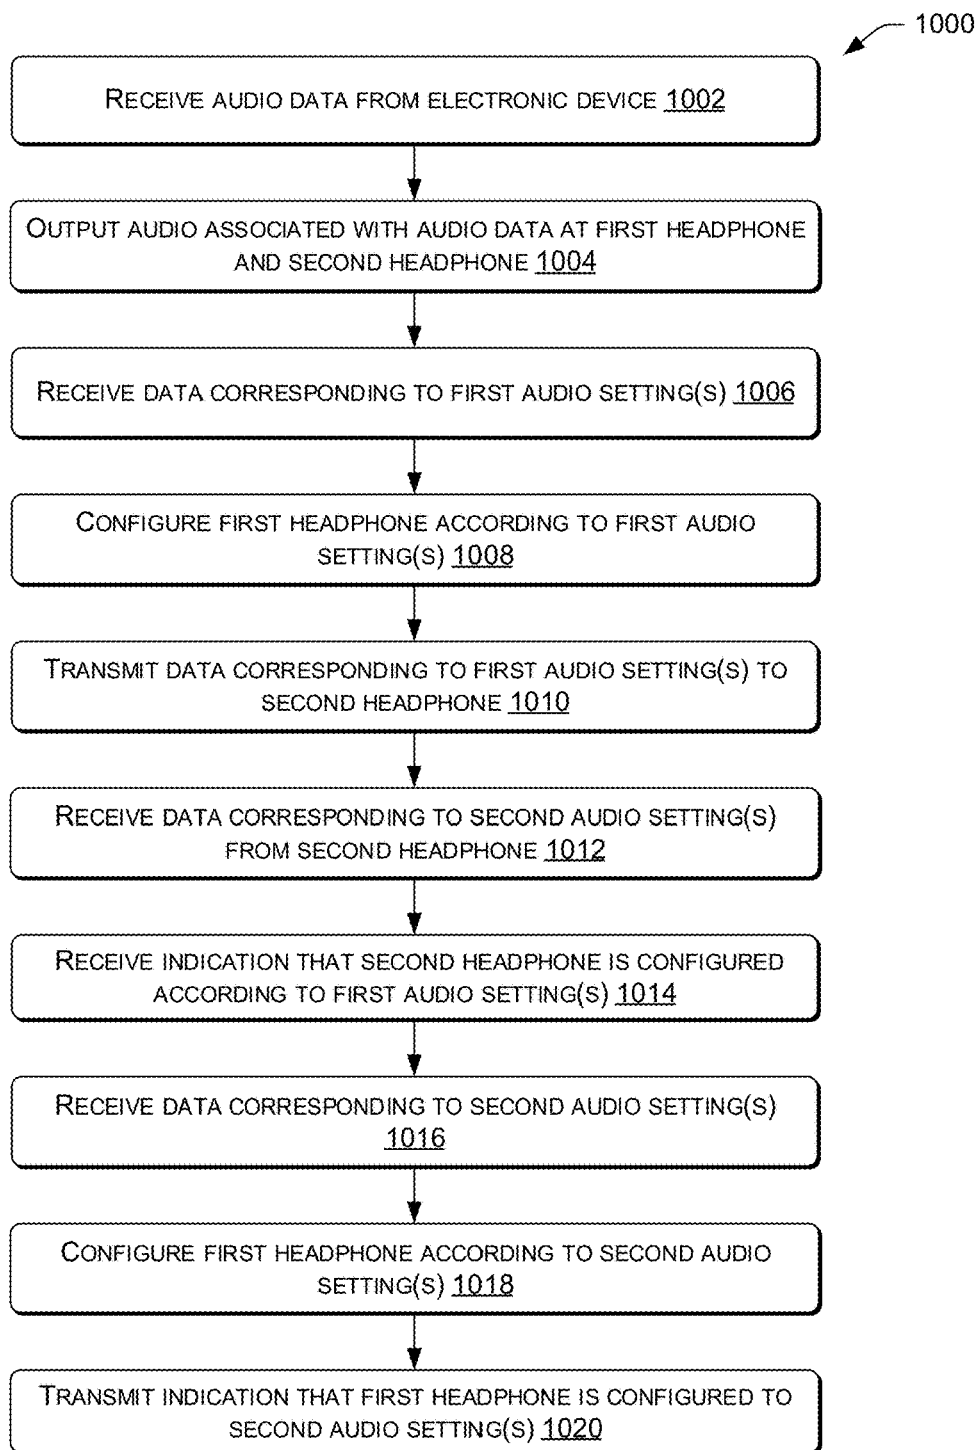 1000
RECEIVE AUDIO DATA FROM ELECTRONIC DEVICE 1002
OUTPUT AUDIO ASSOCIATED WITH AUDIO DATA AT FIRST HEADPHONE
AND SECOND HEADPHONE 1004
RECEIVE DATA CORRESPONDING TO FIRST AUDIO SETTING(S) 1006
CONFIGURE FIRST HEADPHONE ACCORDING TO FIRST AUDIO
SETTING(S) 1008
TRANSMIT DATA CORRESPONDING TO FIRST AUDIO SETTING(S) TO
SECOND HEADPHONE 1010
RECEIVE DATA CORRESPONDING TO SECOND AUDIO SETTING(S)
FROM SECOND HEADPHONE 1012
RECEIVE INDICATION THAT SECOND HEADPHONE IS CONFIGURED
ACCORDING TO FIRST AUDIO SETTING(S) 1014
RECEIVE DATA CORRESPONDING TO SECOND AUDIO SETTING(S)
1016
CONFIGURE FIRST HEADPHONE ACCORDING TO SECOND AUDIO
SETTING(S) 1018
TRANSMIT INDICATION THAT FIRST HEADPHONE IS CONFIGURED TO
SECOND AUDIO SETTING(S) 1020